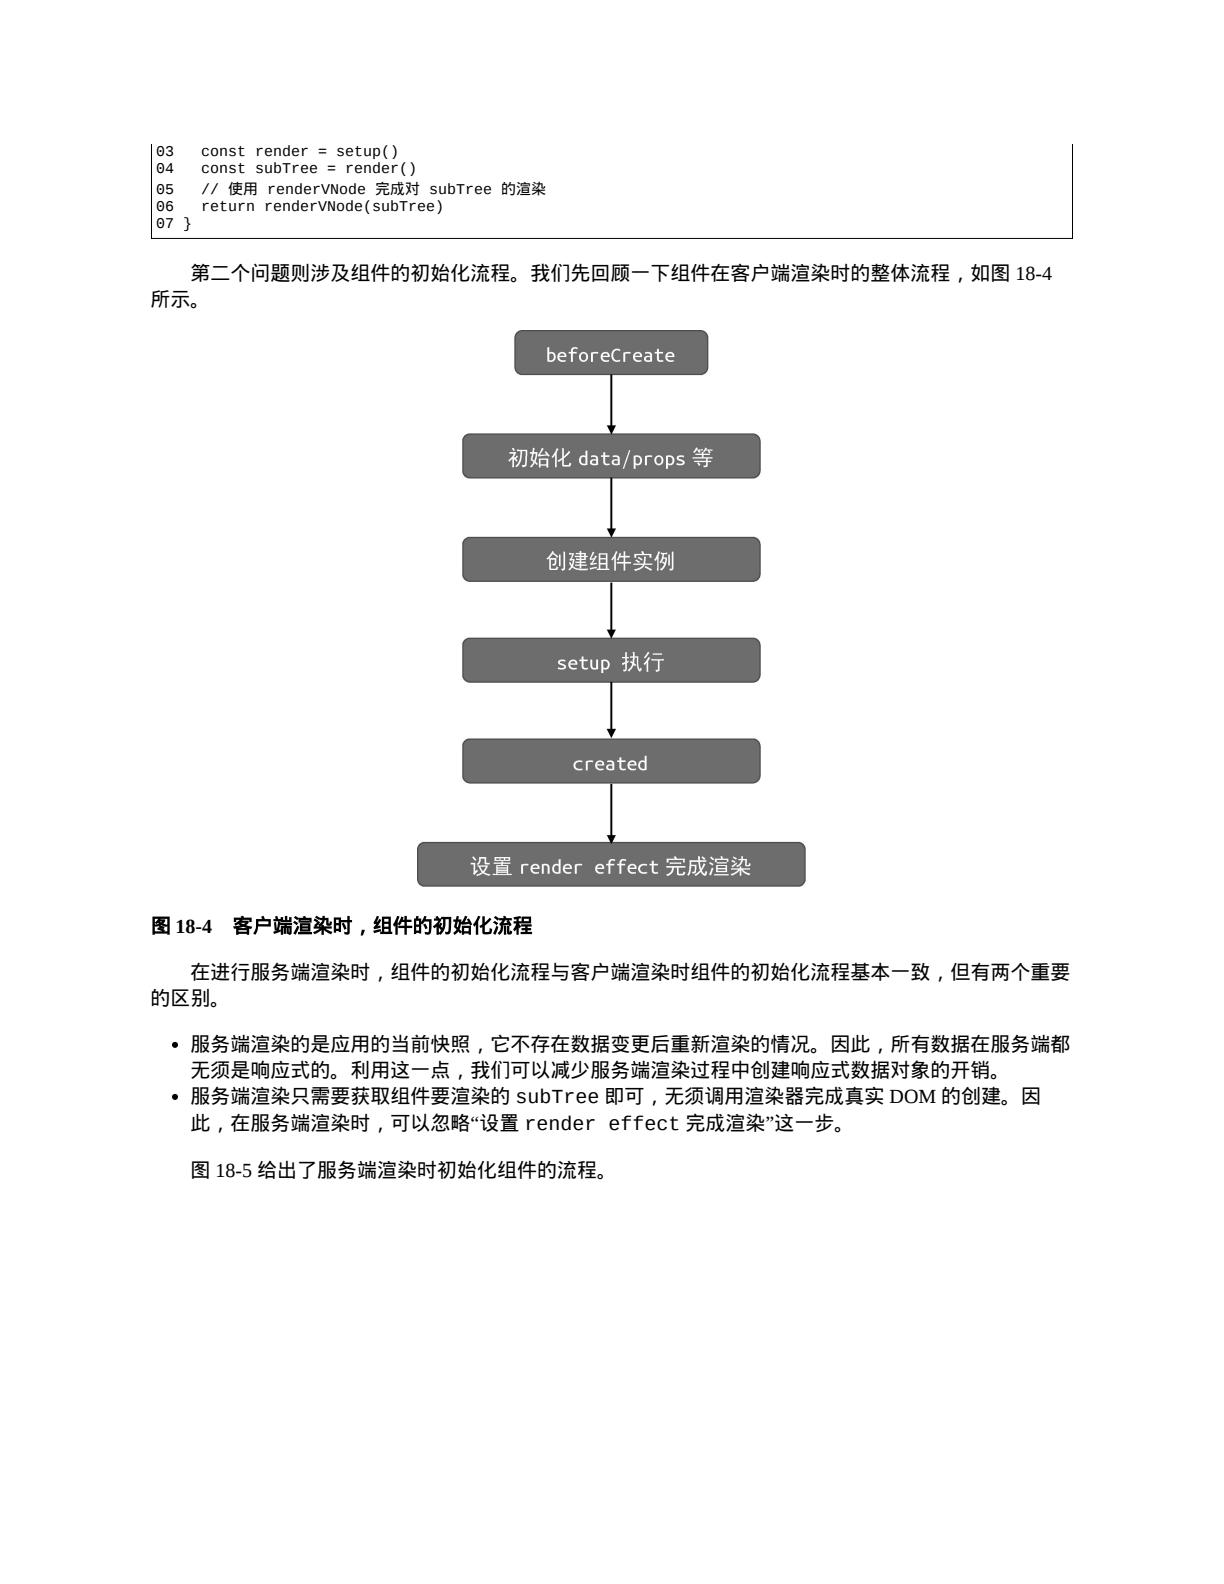 03   const render = setup()
04   const subTree = render()
05   // 使用 renderVNode 完成对 subTree 的渲染
06   return renderVNode(subTree)
07 }
第二个问题则涉及组件的初始化流程。我们先回顾一下组件在客户端渲染时的整体流程，如图 18-4
所示。
beforeCreate
初始化 data/props 等
创建组件实例
setup 执行
created
设置 render effect 完成渲染
图 18-4　客户端渲染时，组件的初始化流程
在进行服务端渲染时，组件的初始化流程与客户端渲染时组件的初始化流程基本一致，但有两个重要
的区别。
• 服务端渲染的是应用的当前快照，它不存在数据变更后重新渲染的情况。因此，所有数据在服务端都
无须是响应式的。利用这一点，我们可以减少服务端渲染过程中创建响应式数据对象的开销。
• 服务端渲染只需要获取组件要渲染的 subTree 即可，无须调用渲染器完成真实 DOM 的创建。因
此，在服务端渲染时，可以忽略“设置 render effect 完成渲染”这一步。
图 18-5 给出了服务端渲染时初始化组件的流程。